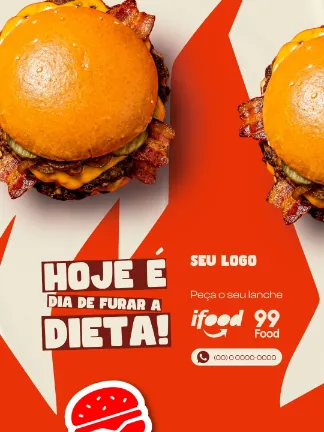 HOJE É
DIA DE FURAR A
DIETA!
SEU LOGO
Peça o seu lanche
ifood
99
Food
(00) 0 0000-0000